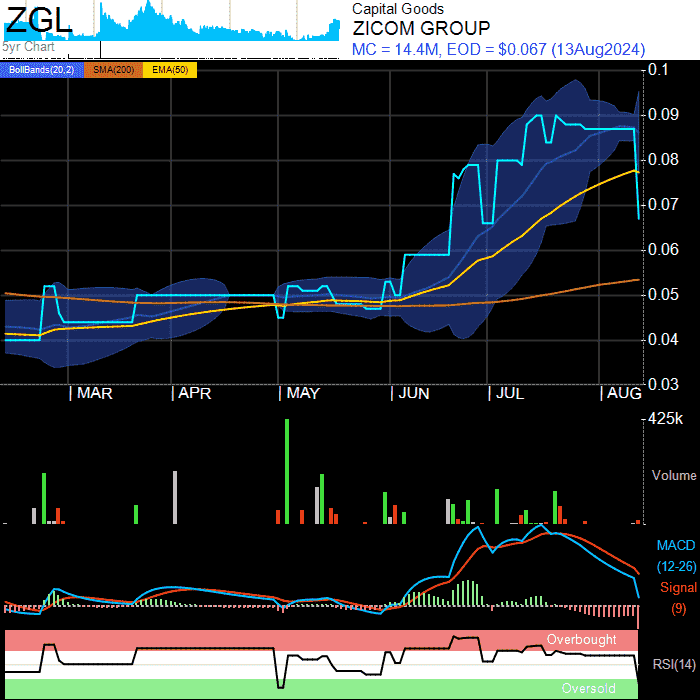 ZGL
5yr Chart
Capital Goods
ZICOM GROUP
MC = 14.4M, EOD = $0.067 (13Aug2024)
BollBands(20,2) SMA(200) EMA(50)
0.1
0.09
0.08
0.07
0.06
0.05
0.04
0.03
MAR APR MAY JUN JUL AUG
425k
Volume
MACD
(12-26)
Signal
(9)
Overbought
RSI(14)
Oversold